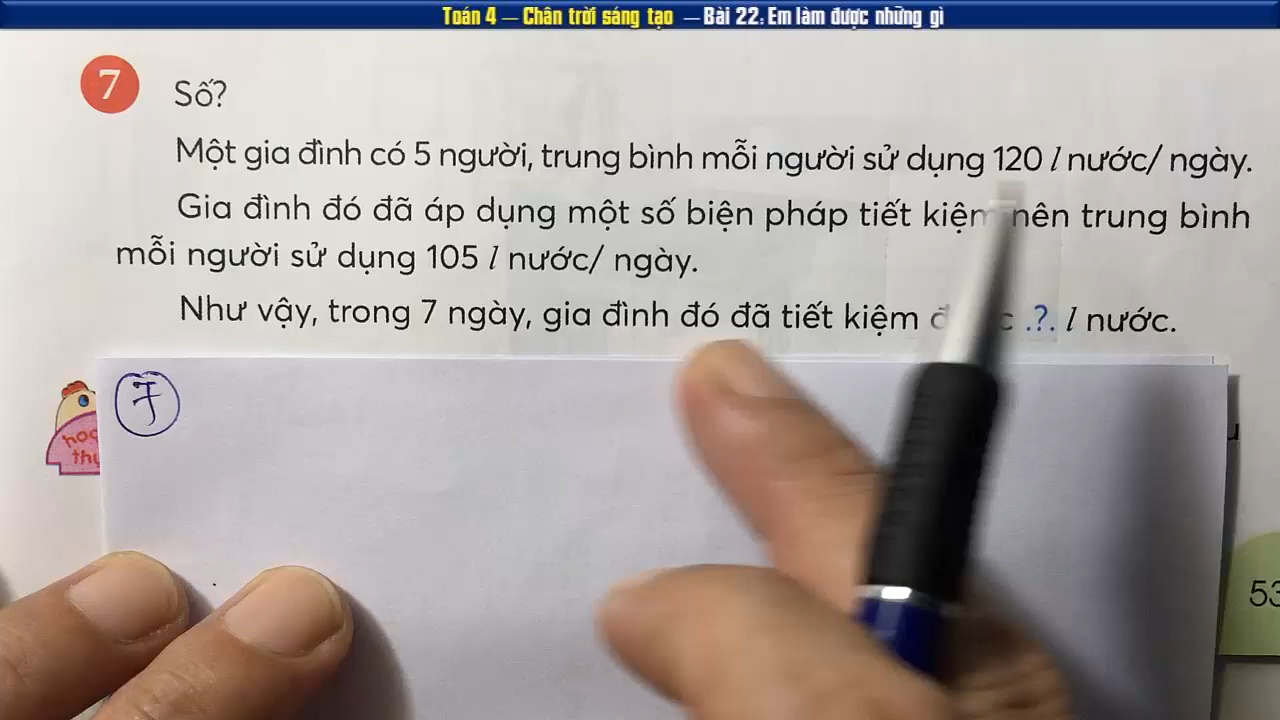 Toán 4 – Chân trời sáng tạo – Bài 22: Em làm được những gì
7 Số?
Một gia đình có 5 người, trung bình mỗi người sử dụng 120 l nước/ ngày.
Gia đình đó đã áp dụng một số biện pháp tiết kiệm nên trung bình
mỗi người sử dụng 105 l nước/ ngày.
Như vậy, trong 7 ngày, gia đình đó đã tiết kiệm .?. l nước.
7
53